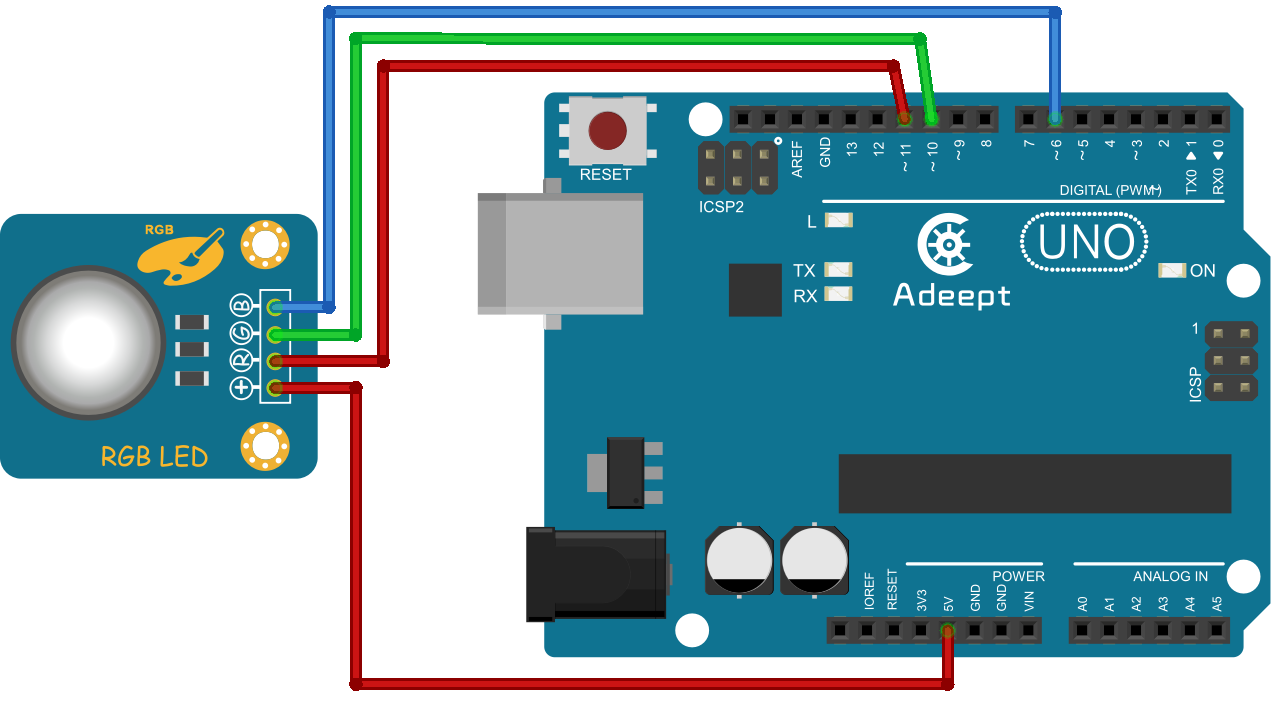 RGB
B
G
R
+
RGB LED
RESET
ICSP2
AREF
GND
13
12
~ 11
~ 10
~ 9
8
7
~ 6
~ 5
4
~ 3
2
TX0 ▶ 1
RX0 ◀ 0
DIGITAL (PWM~)
L
TX
RX
Adeept
UNO
ON
1
ICSP
IOREF
RESET
3V3
5V
GND
GND
VIN
POWER
ANALOG IN
A0
A1
A2
A3
A4
A5